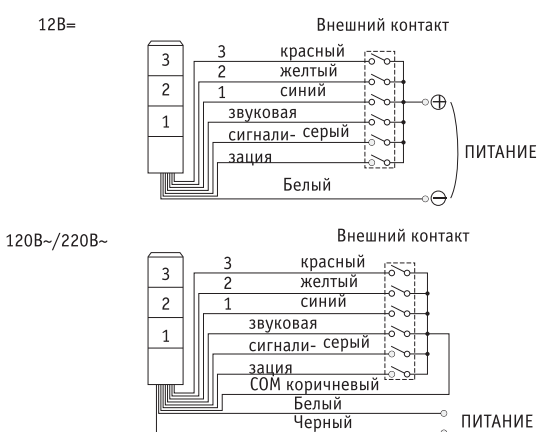 12В=
Внешний контакт
3
3 красный
2 желтый
2
1 синий
1
звуковая
сигнали- серый
зация
Белый
ПИТАНИЕ
120В~/220В~
Внешний контакт
3
3 красный
2 желтый
2
1 синий
1
звуковая
сигнали- серый
зация
COM коричневый
Белый
Черный
ПИТАНИЕ